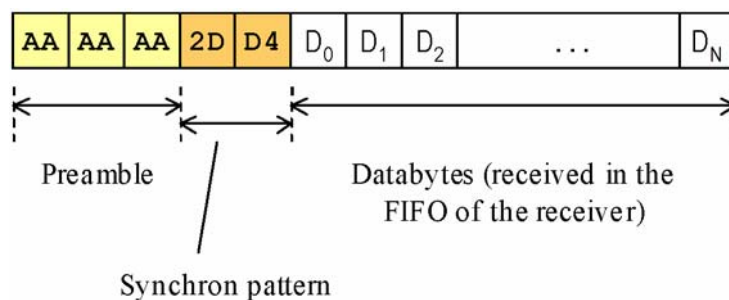 AA AA AA 2D D4 D0 D1 D2 ... DN
Preamble
Databytes (received in the
FIFO of the receiver)
Synchron pattern